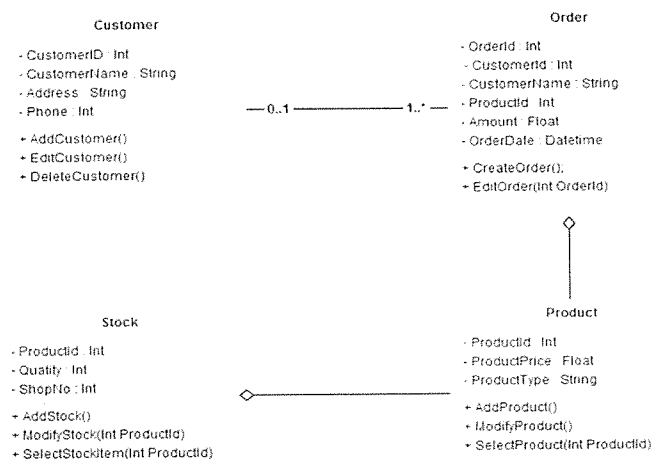 Customer
- CustomerID : Int
- CustomerName : String
- Address : String
- Phone : Int
+ AddCustomer()
+ EditCustomer()
+ DeleteCustomer()
0..1
1..*
Order
- OrderId : Int
- CustomerId : Int
- CustomerName : String
- ProductId : Int
- Amount : Float
- OrderDate : Datetime
+ CreateOrder();
+ EditOrder(Int OrderId)
Stock
- ProductId : Int
- Quatity : Int
- ShopNo : Int
+ AddStock()
+ ModifyStock(Int ProductId)
+ SelectStockItem(Int ProductId)
Product
- ProductId : Int
- ProductPrice : Float
- ProductType : String
+ AddProduct()
+ ModifyProduct()
+ SelectProduct(Int ProductId)